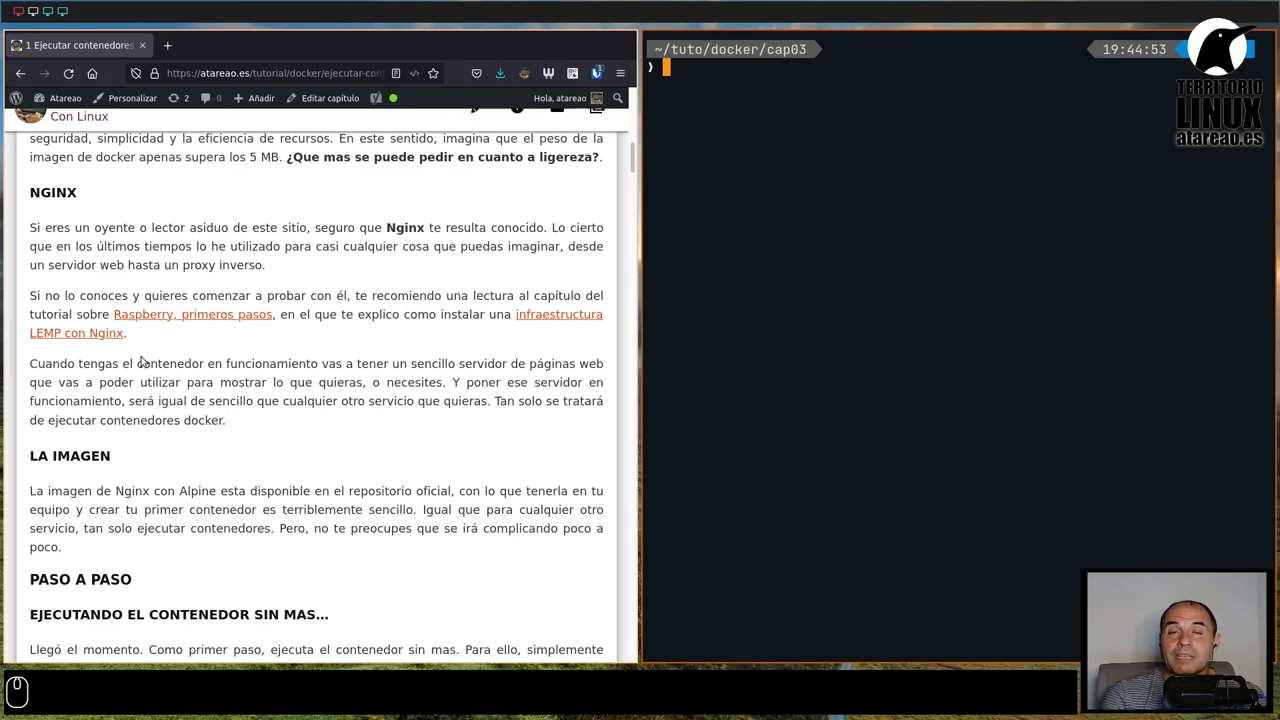 1 Ejecutar contenedores
https://atareao.es/tutorial/docker/ejecutar-con
Atareao
Personalizar
2
0
Añadir
Editar capítulo
Hola, atareao
Con Linux
seguridad, simplicidad y la eficiencia de recursos. En este sentido, imagina que el peso de la
imagen de docker apenas supera los 5 MB. ¿Que mas se puede pedir en cuanto a ligereza?.
NGINX
Si eres un oyente o lector asiduo de este sitio, seguro que Nginx te resulta conocido. Lo cierto
que en los últimos tiempos lo he utilizado para casi cualquier cosa que puedas imaginar, desde
un servidor web hasta un proxy inverso.
Si no lo conoces y quieres comenzar a probar con él, te recomiendo una lectura al capítulo del
tutorial sobre Raspberry, primeros pasos, en el que te explico como instalar una infraestructura
LEMP con Nginx.
Cuando tengas el contenedor en funcionamiento vas a tener un sencillo servidor de páginas web
que vas a poder utilizar para mostrar lo que quieras, o necesites. Y poner ese servidor en
funcionamiento, será igual de sencillo que cualquier otro servicio que quieras. Tan solo se tratará
de ejecutar contenedores docker.
LA IMAGEN
La imagen de Nginx con Alpine esta disponible en el repositorio oficial, con lo que tenerla en tu
equipo y crear tu primer contenedor es terriblemente sencillo. Igual que para cualquier otro
servicio, tan solo ejecutar contenedores. Pero, no te preocupes que se irá complicando poco a
poco.
PASO A PASO
EJECUTANDO EL CONTENEDOR SIN MAS…
Llegó el momento. Como primer paso, ejecuta el contenedor sin mas. Para ello, simplemente
~/tuto/docker/cap03
19:44:53
TERRITORIO
LINUX
atareao.es